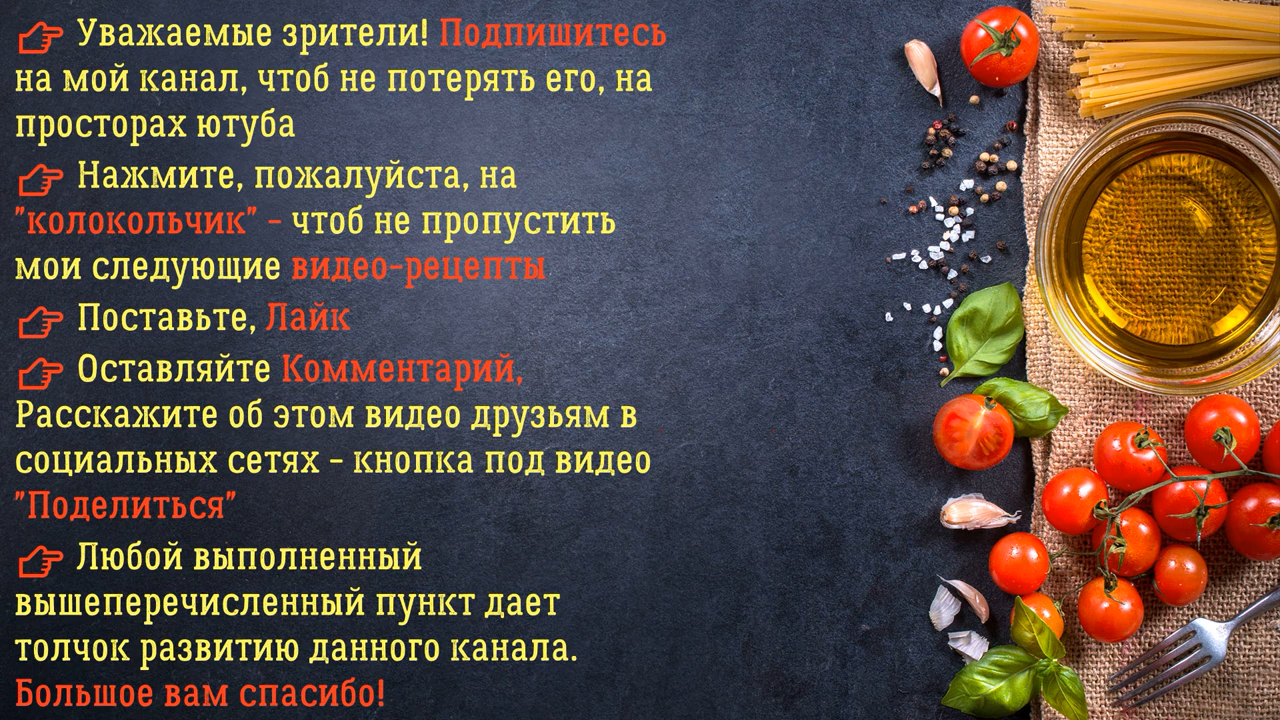 👉 Уважаемые зрители! Подпишитесь
на мой канал, чтоб не потерять его, на
просторах ютуба
👉 Нажмите, пожалуйста, на
"колокольчик" - чтоб не пропустить
мои следующие видео-рецепты
👉 Поставьте, Лайк
👉 Оставляйте Комментарий,
Расскажите об этом видео друзьям в
социальных сетях - кнопка под видео
"Поделиться"
👉 Любой выполненный
вышеперечисленный пункт дает
толчок развитию данного канала.
Большое вам спасибо!